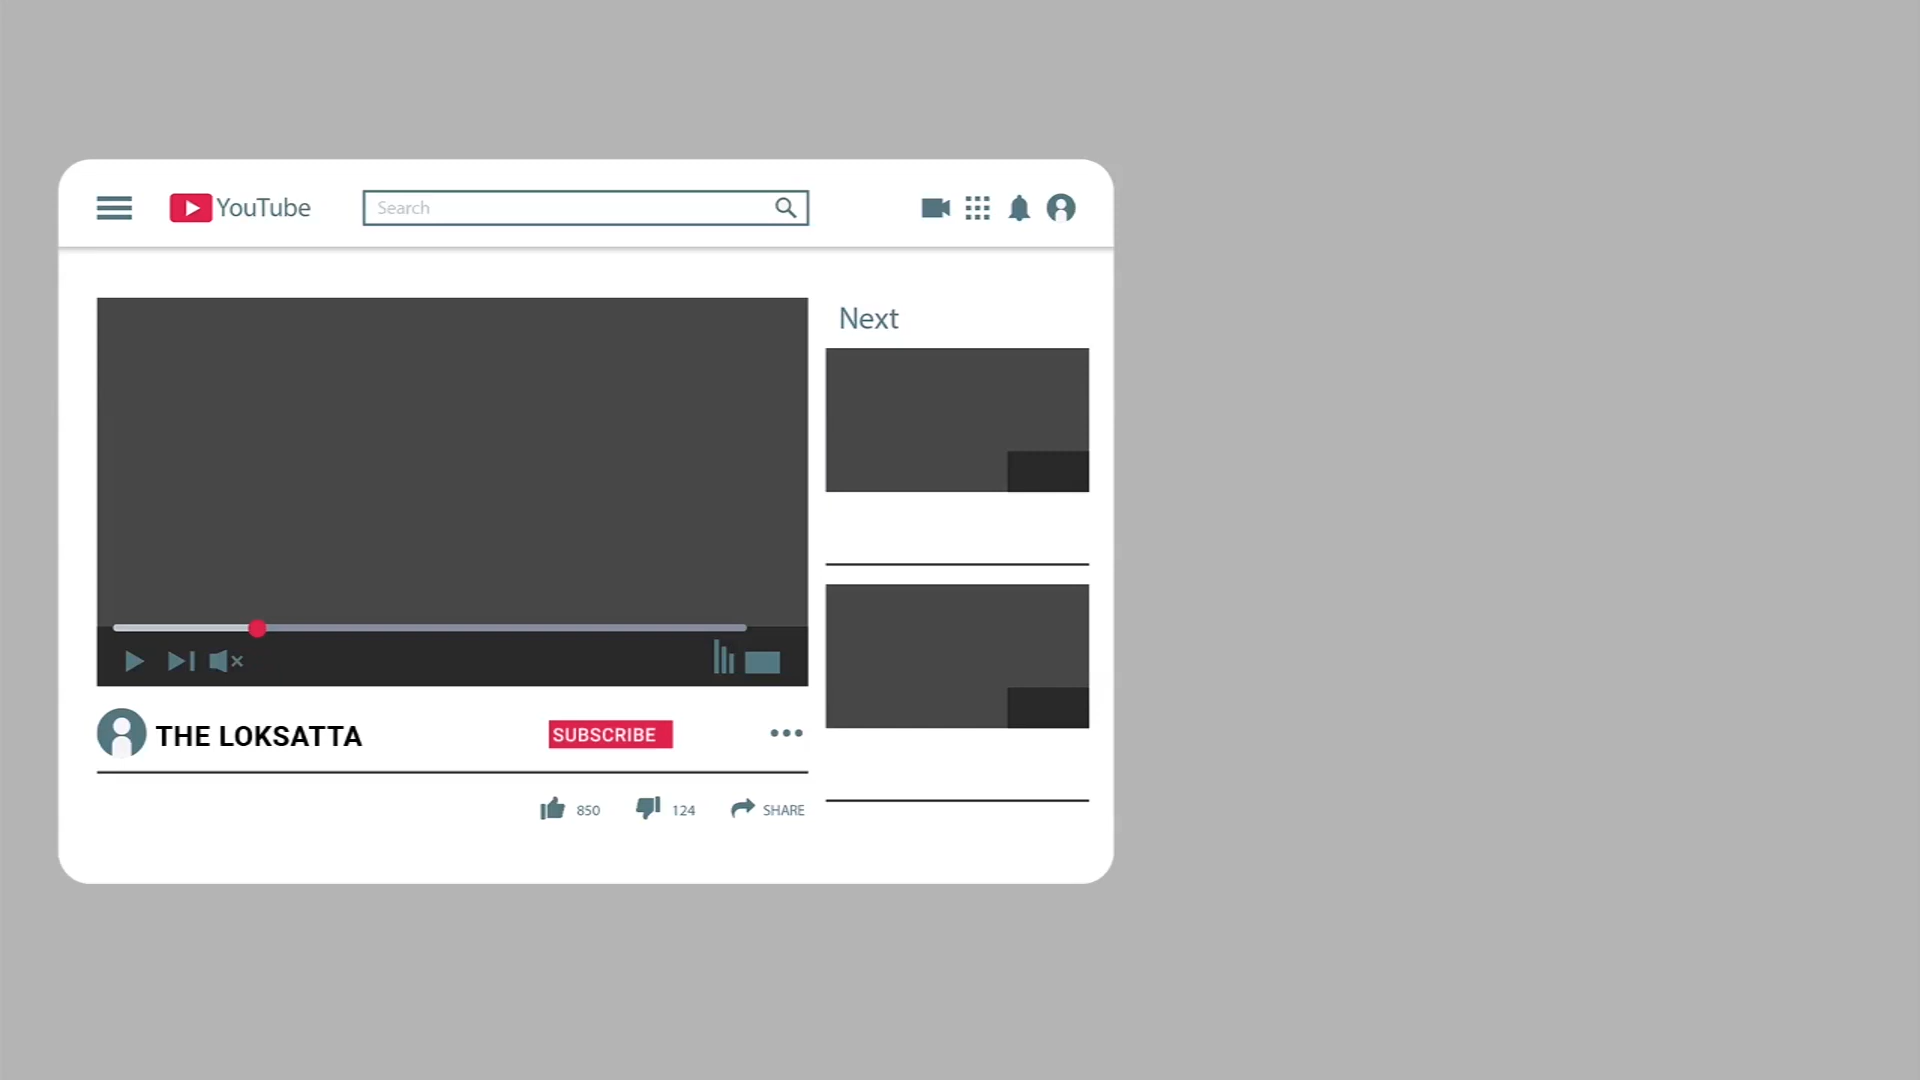 YouTube
Search
Next
THE LOKSATTA
SUBSCRIBE
850
124
SHARE